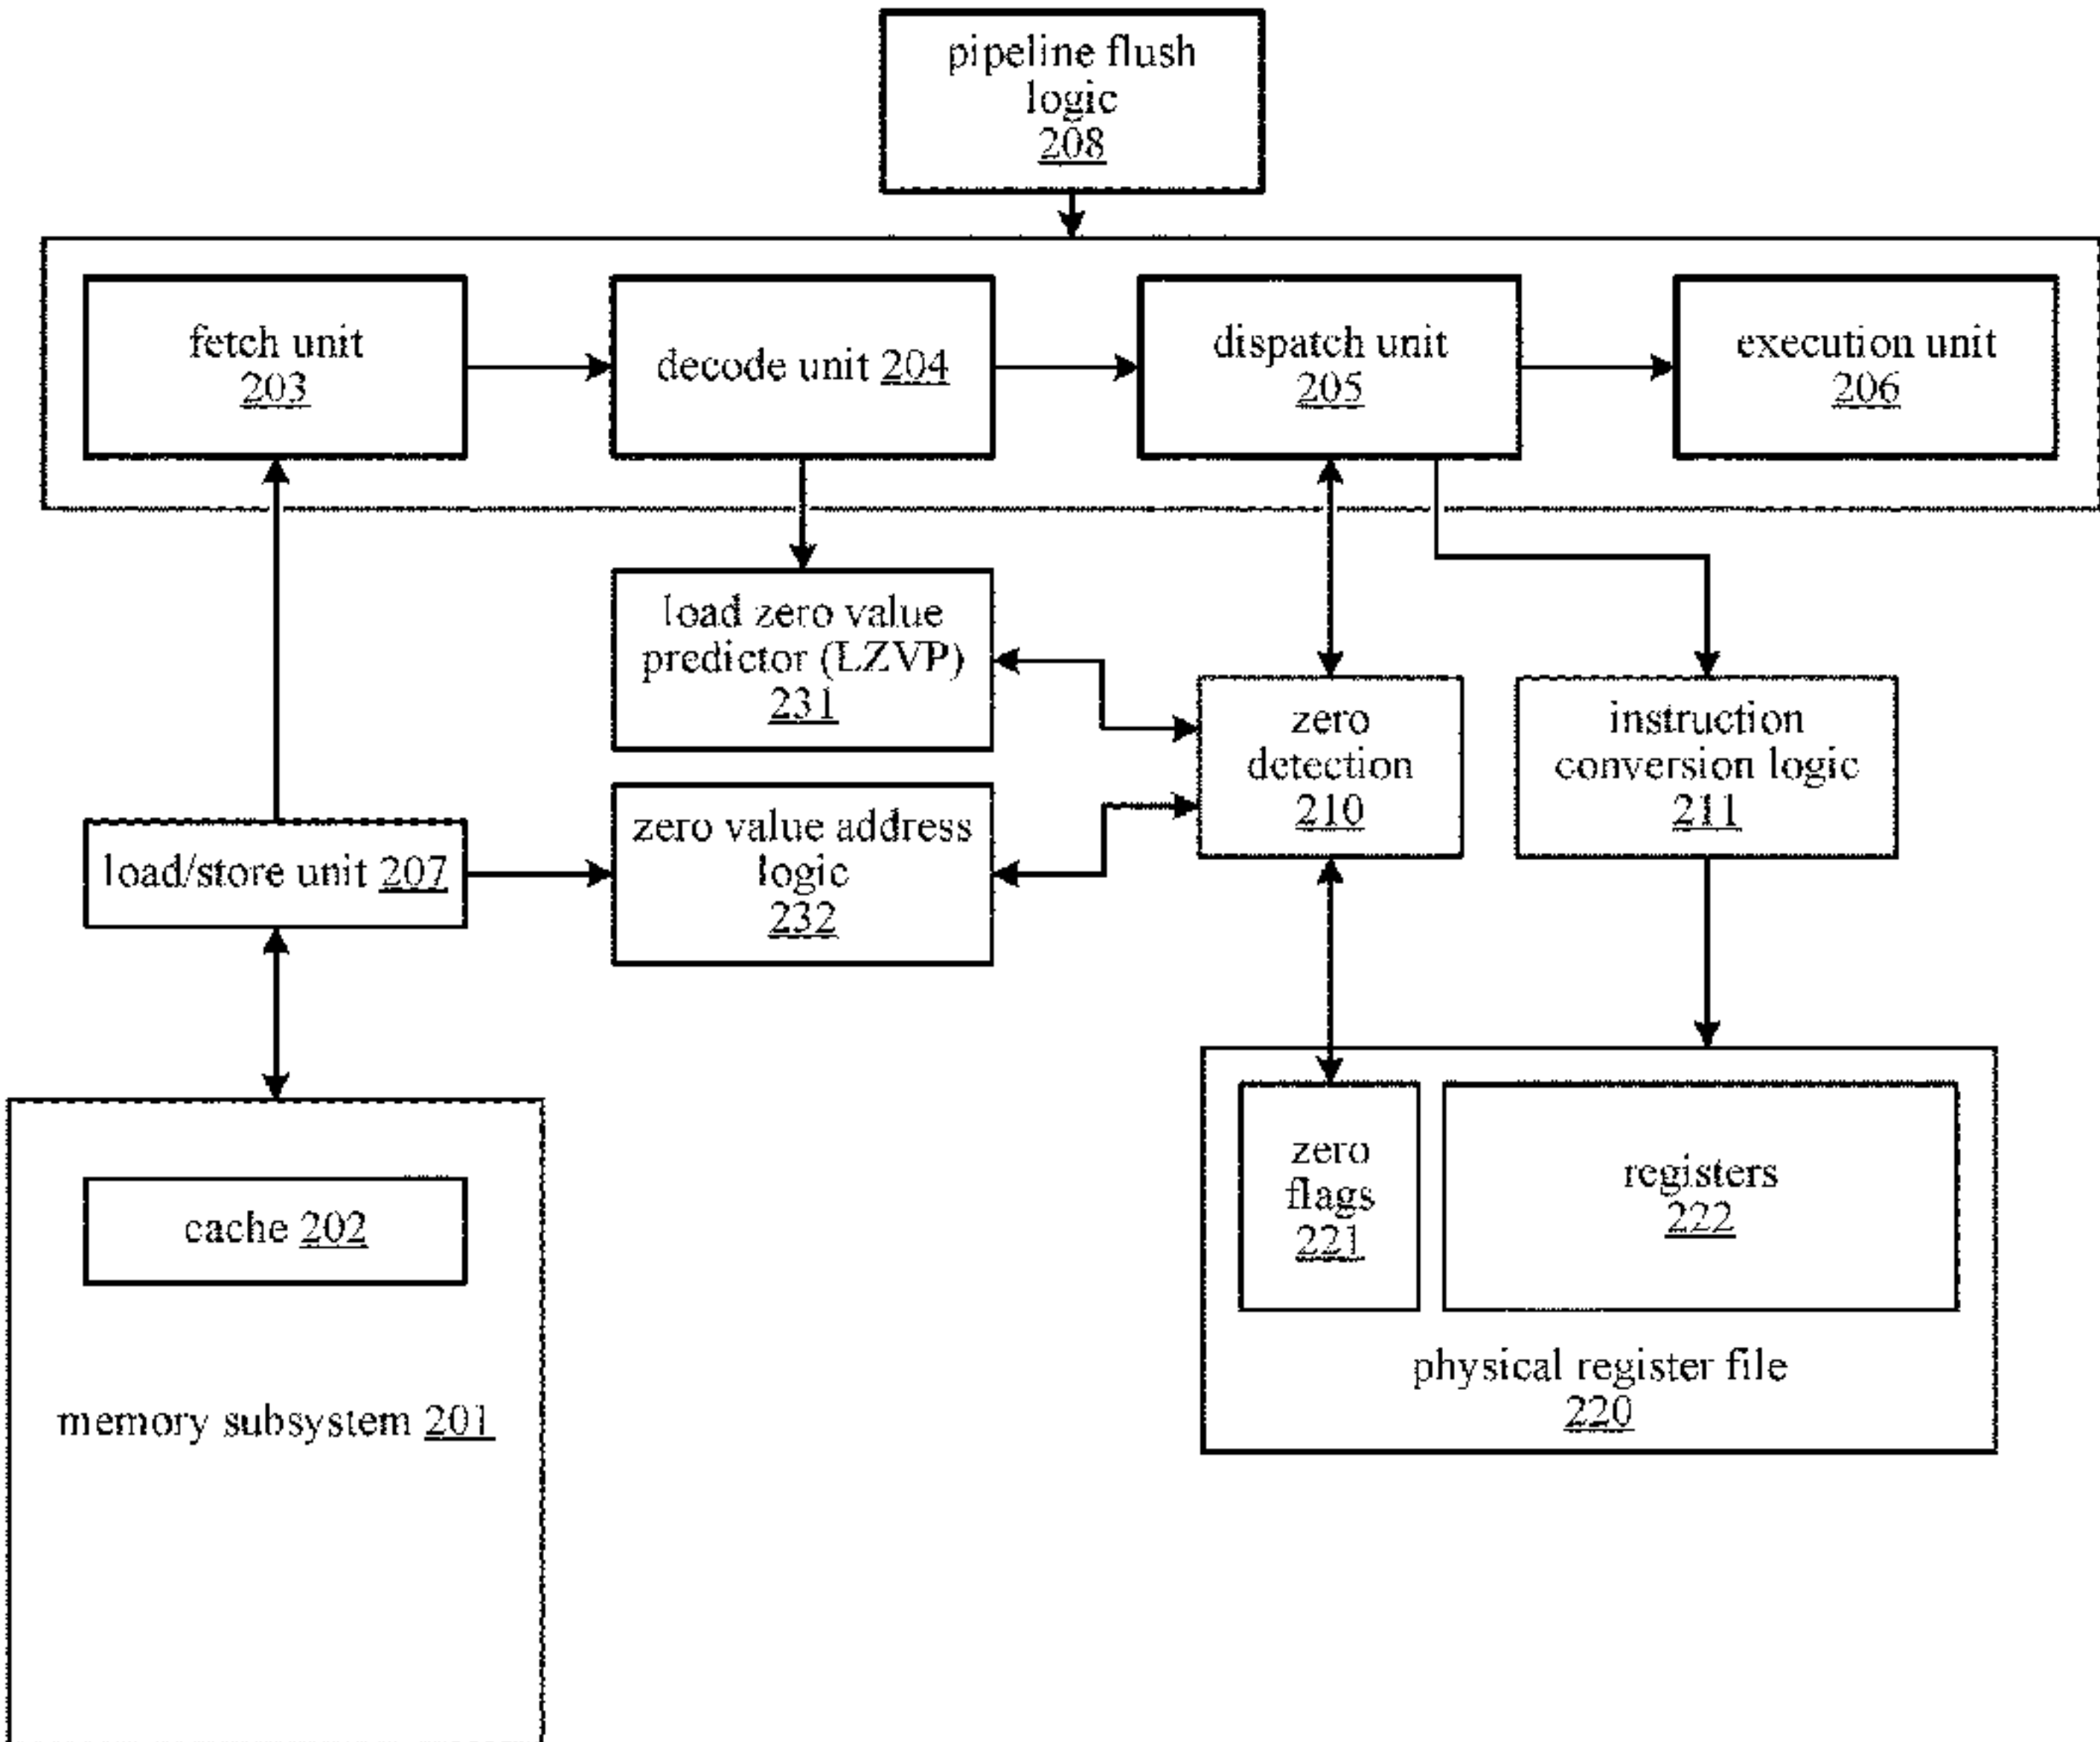 pipeline flush
logic
208
fetch unit
203
decode unit 204
dispatch unit
205
execution unit
206
load zero value
predictor (LZVP)
231
zero
detection
210
instruction
conversion logic
211
load/store unit 207
zero value address
logic
232
cache 202
memory subsystem 201
zero
flags
221
registers
222
physical register file
220